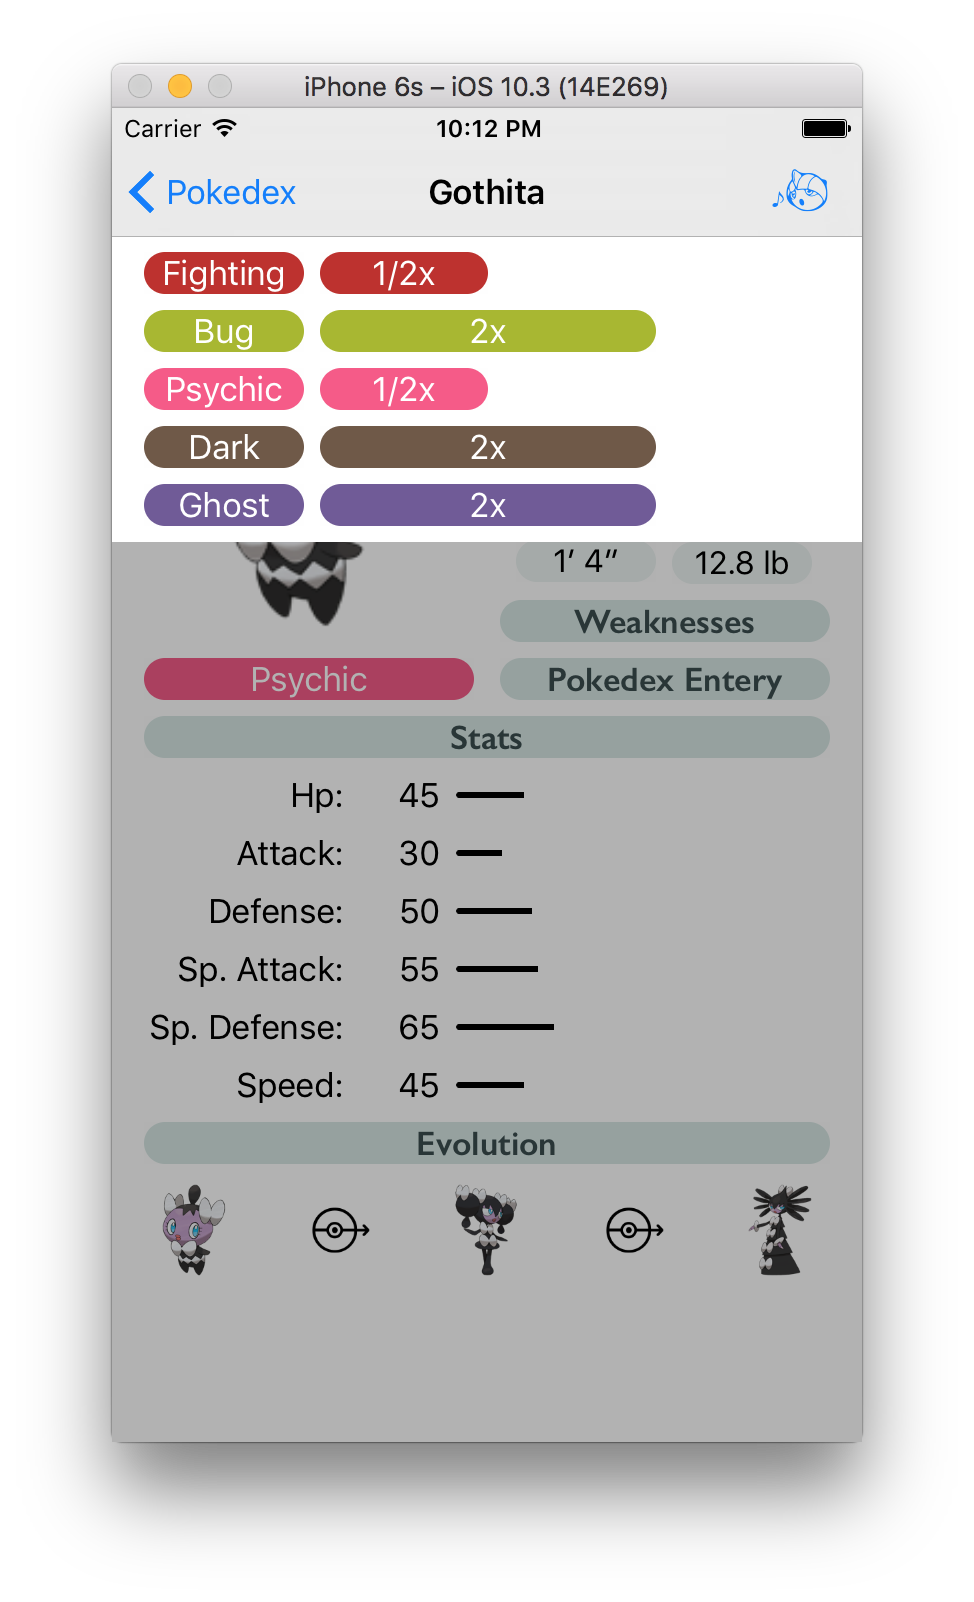 iPhone 6s – iOS 10.3 (14E269)
Carrier 10:12 PM
Pokedex Gothita
Fighting 1/2x
Bug 2x
Psychic 1/2x
Dark 2x
Ghost 2x
1’ 4” 12.8 lb
Weaknesses
Psychic Pokedex Entery
Stats
Hp: 45
Attack: 30
Defense: 50
Sp. Attack: 55
Sp. Defense: 65
Speed: 45
Evolution